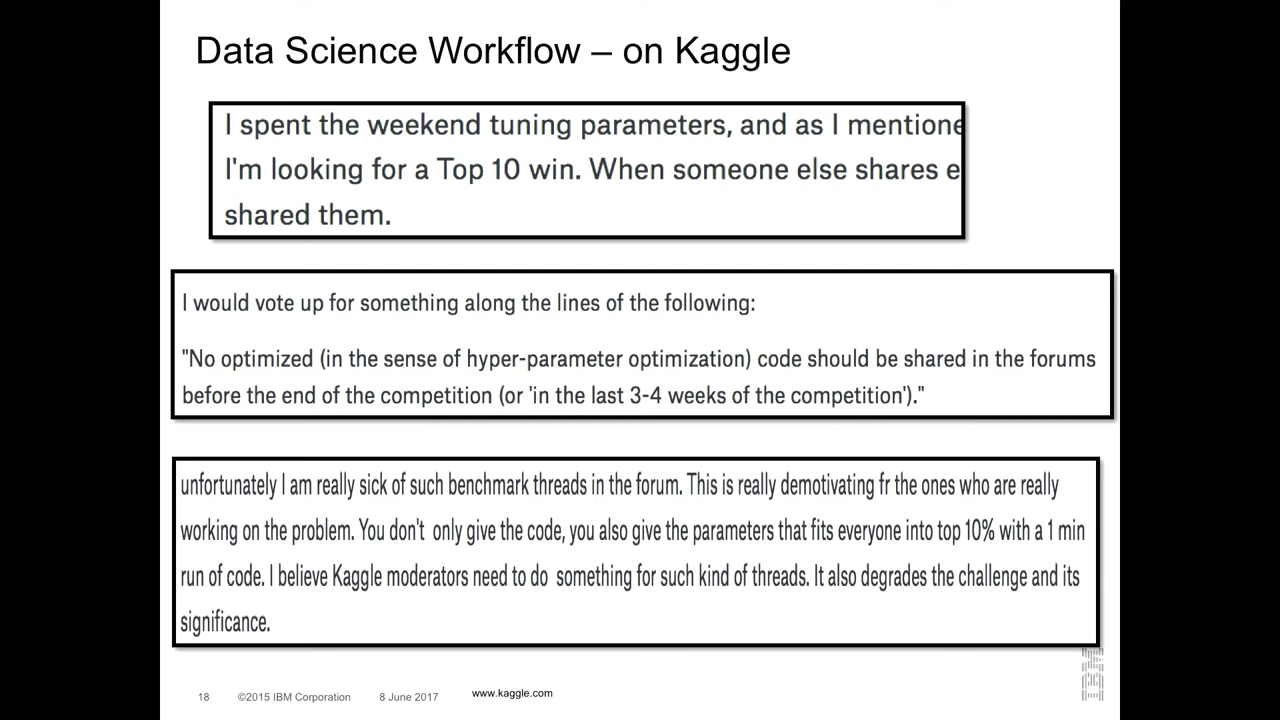 Data Science Workflow – on Kaggle
I spent the weekend tuning parameters, and as I mentione
I'm looking for a Top 10 win. When someone else shares e
shared them.
I would vote up for something along the lines of the following:
"No optimized (in the sense of hyper-parameter optimization) code should be shared in the forums
before the end of the competition (or 'in the last 3-4 weeks of the competition')."
unfortunately I am really sick of such benchmark threads in the forum. This is really demotivating fr the ones who are really
working on the problem. You don't only give the code, you also give the parameters that fits everyone into top 10% with a 1 min
run of code. I believe Kaggle moderators need to do something for such kind of threads. It also degrades the challenge and its
significance.
IBM
18 ©2015 IBM Corporation 8 June 2017 www.kaggle.com